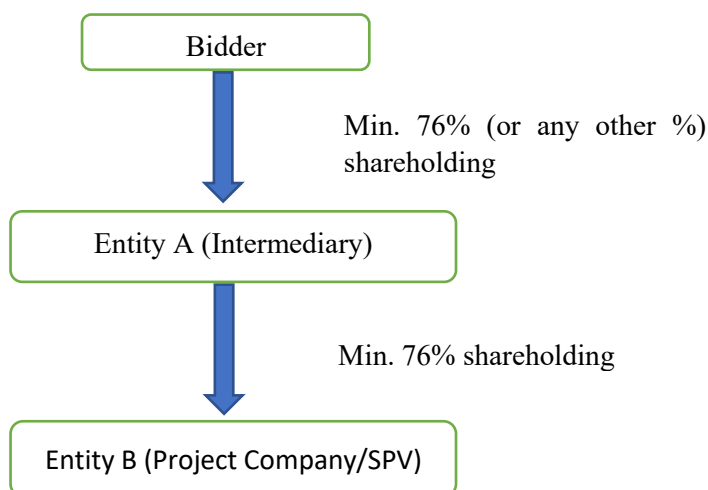 Bidder
Min. 76% (or any other %)
shareholding
Entity A (Intermediary)
Min. 76% shareholding
Entity B (Project Company/SPV)